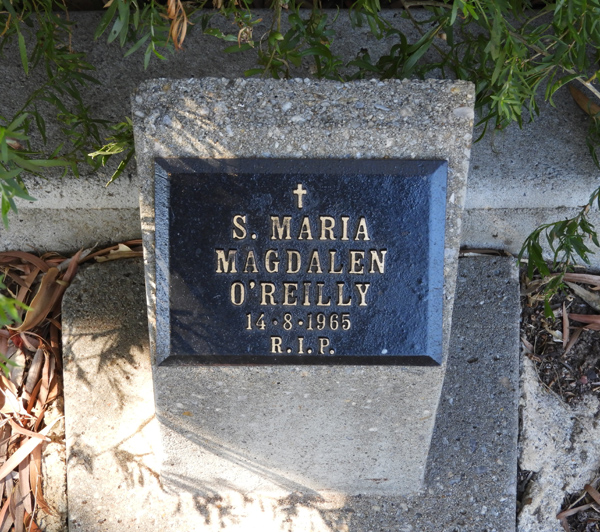 S. MARIA
MAGDALEN
O'REILLY
14·8·1965
R.I.P.